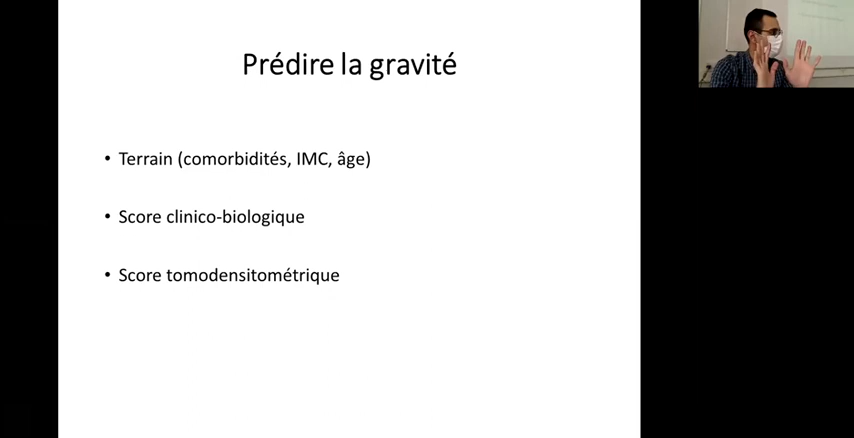 Prédire la gravité
• Terrain (comorbidités, IMC, âge)
• Score clinico-biologique
• Score tomodensitométrique